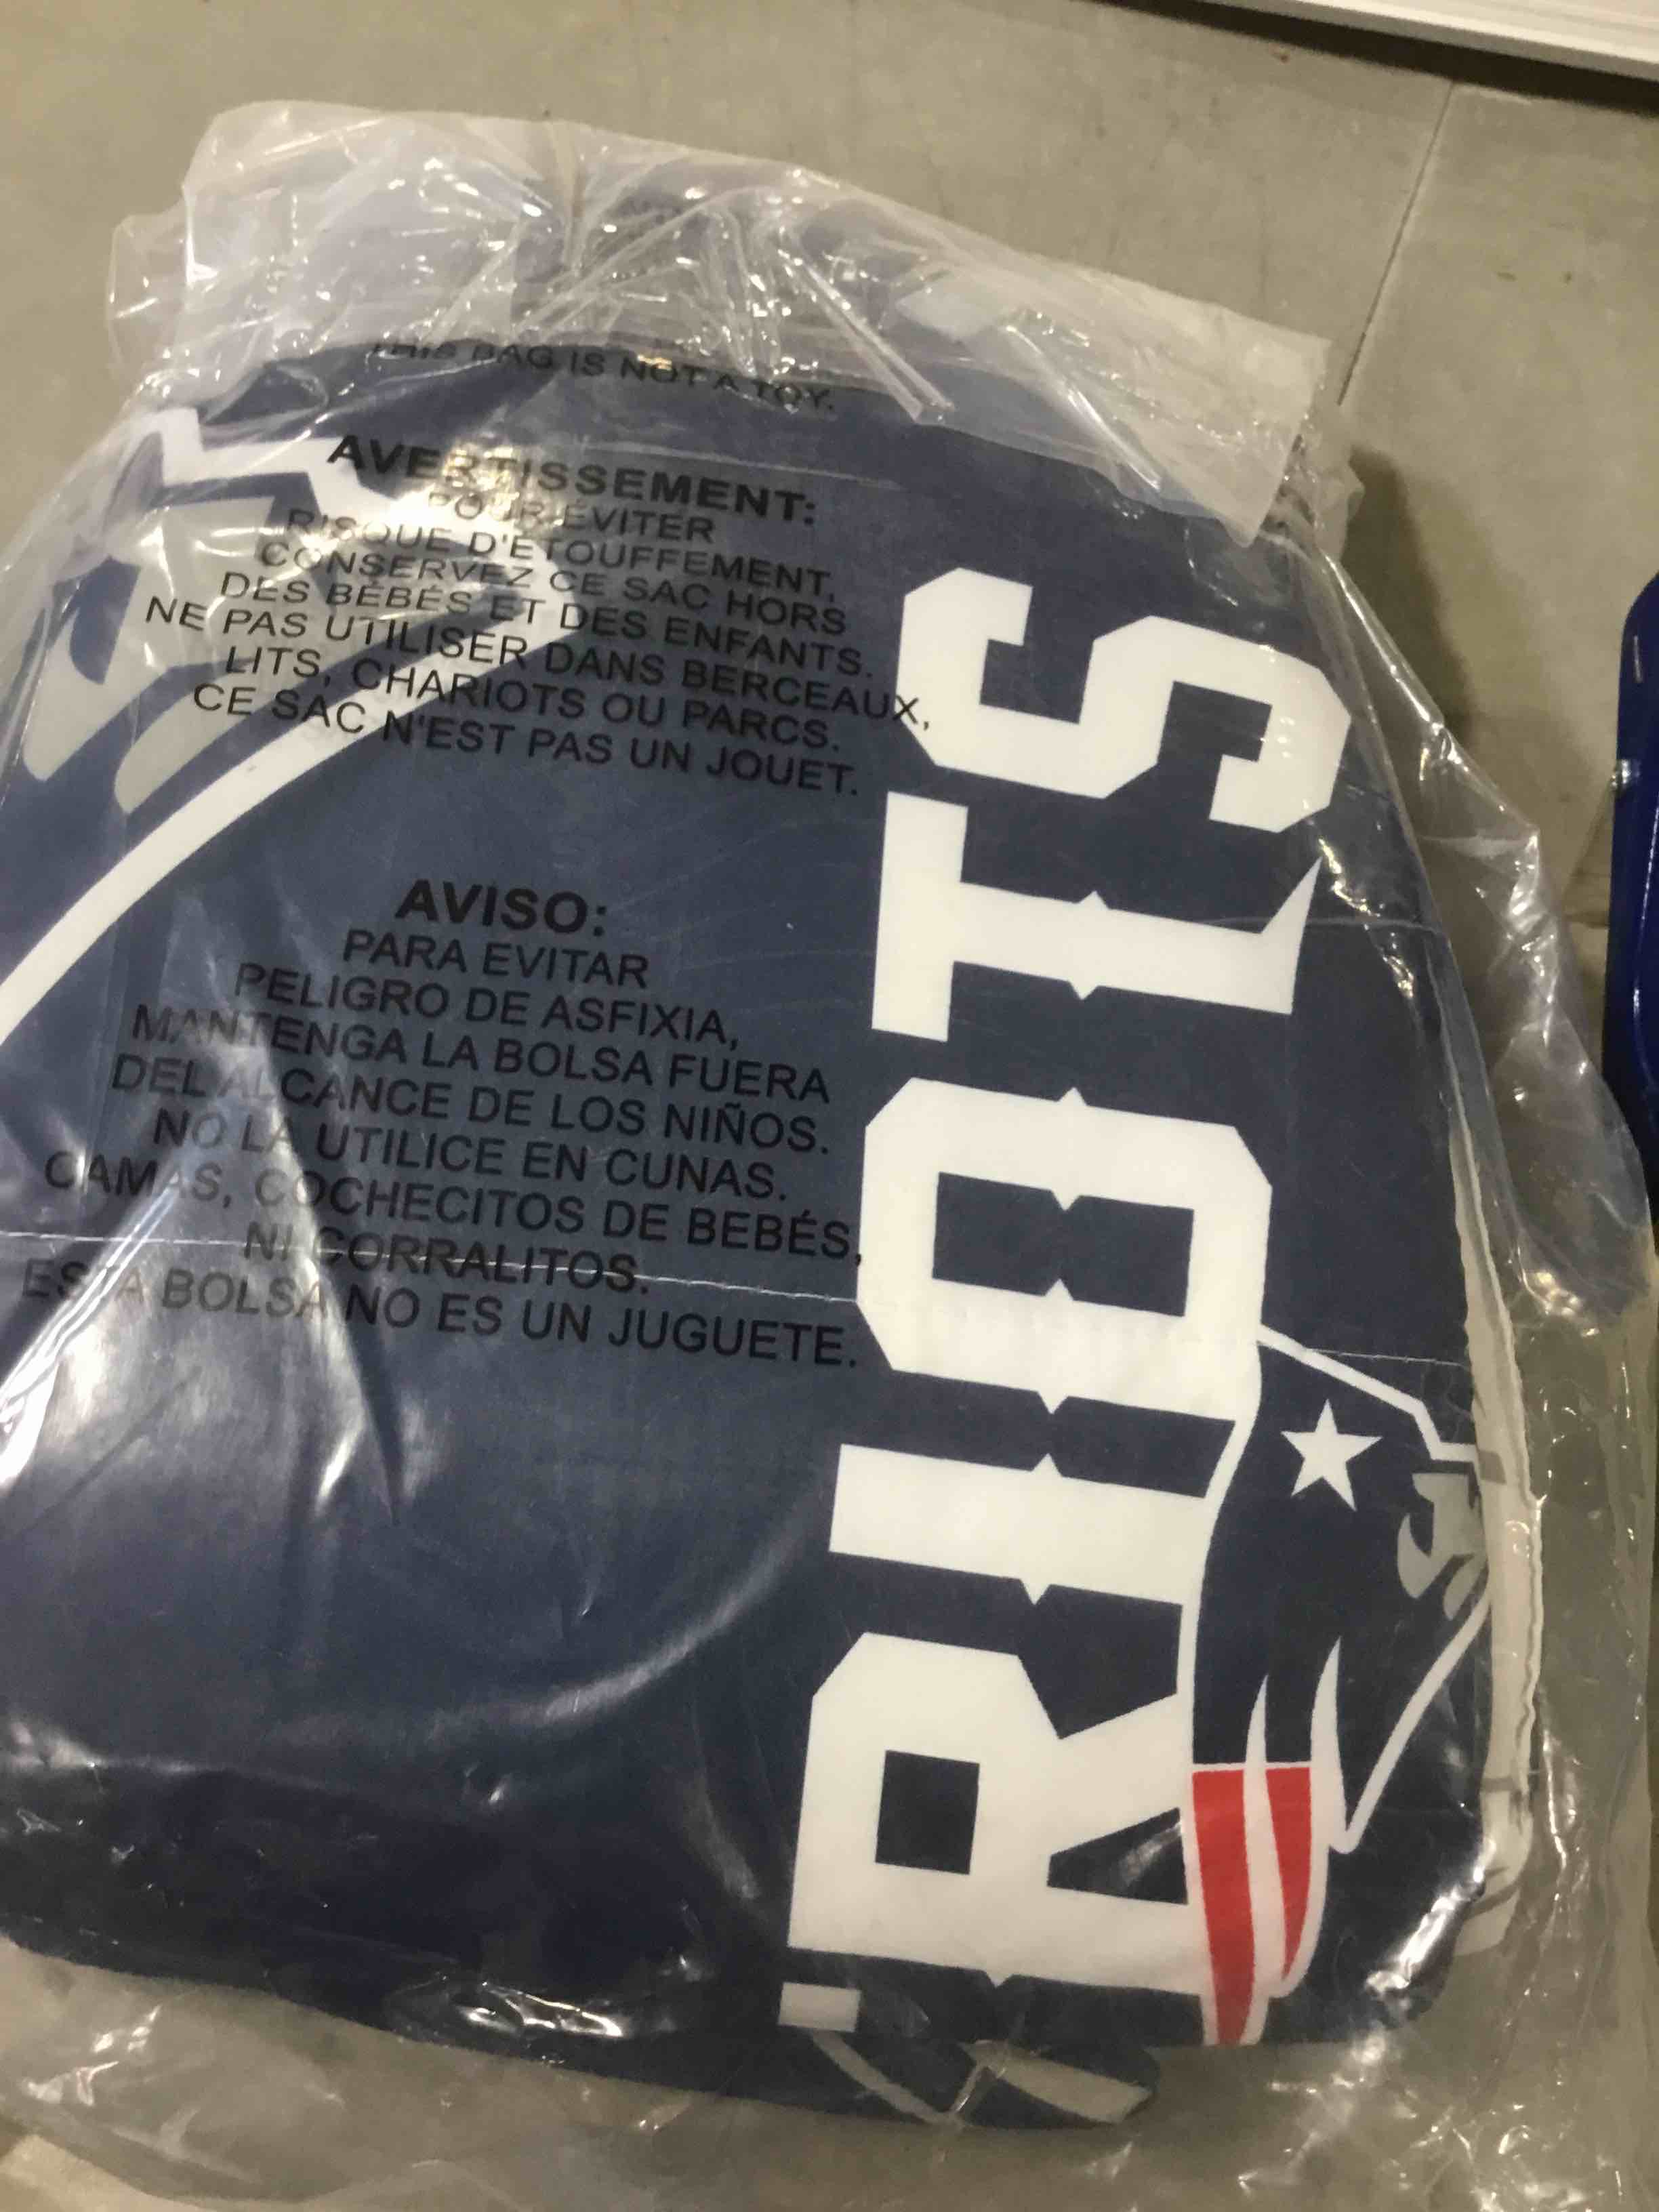 THIS BAG IS NOT A TOY.
AVERTISSEMENT:
POUR ÉVITER
RISQUE D'ÉTOUFFEMENT,
CONSERVEZ CE SAC HORS
DES BÉBÉS ET DES ENFANTS.
NE PAS UTILISER DANS BERCEAUX,
LITS, CHARIOTS OU PARCS.
CE SAC N'EST PAS UN JOUET.
AVISO:
PARA EVITAR
PELIGRO DE ASFIXIA,
MANTENGA LA BOLSA FUERA
DEL ALCANCE DE LOS NIÑOS.
NO LA UTILICE EN CUNAS.
CAMAS, COCHECITOS DE BEBÉS,
NI CORRALITOS.
ESTA BOLSA NO ES UN JUGUETE.
RIOTS